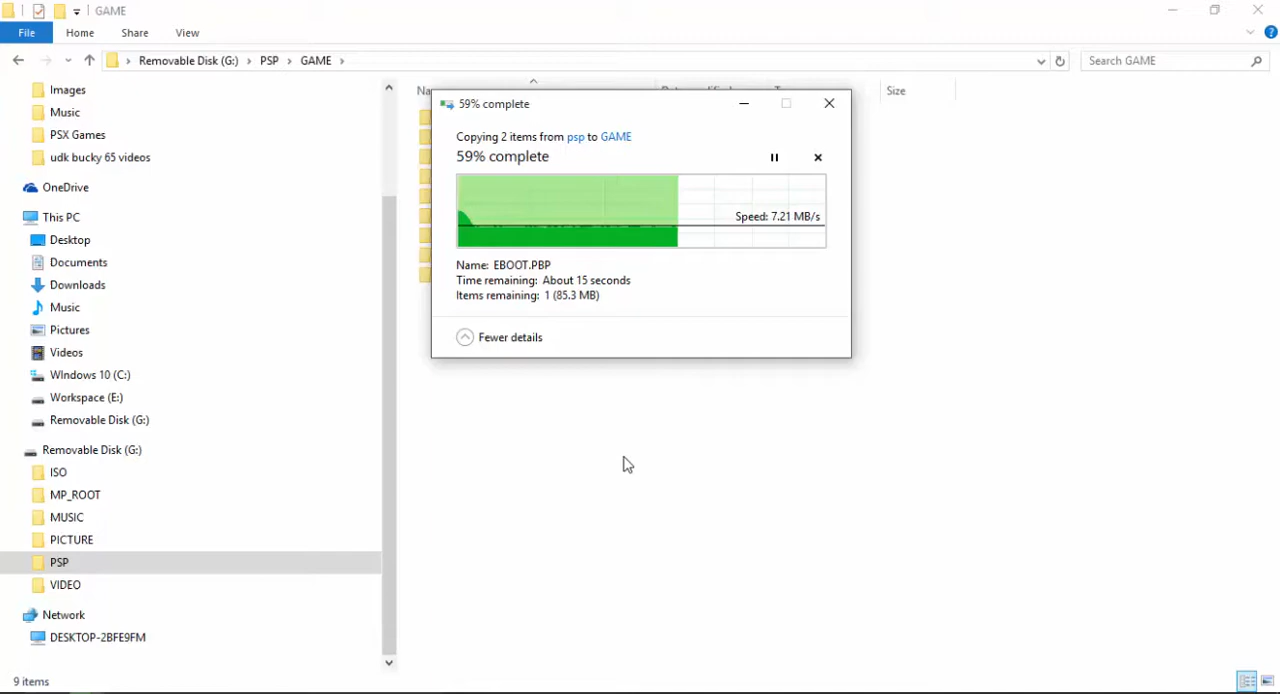 GAME
File
Home
Share
View
Removable Disk (G:)
PSP
GAME
Search GAME
Images
Music
PSX Games
udk bucky 65 videos
OneDrive
This PC
Desktop
Documents
Downloads
Music
Pictures
Videos
WIndows 10 (C:)
Workspace (E:)
Removable Disk (G:)
Removable Disk (G:)
ISO
MP_ROOT
MUSIC
PICTURE
PSP
VIDEO
Network
DESKTOP-2BFE9FM
Size
59% complete
Copying 2 items from psp to GAME
59% complete
Speed: 7.21 MB/s
Name: EBOOT.PBP
Time remaining: About 15 seconds
Items remaining: 1 (85.3 MB)
Fewer details
9 items